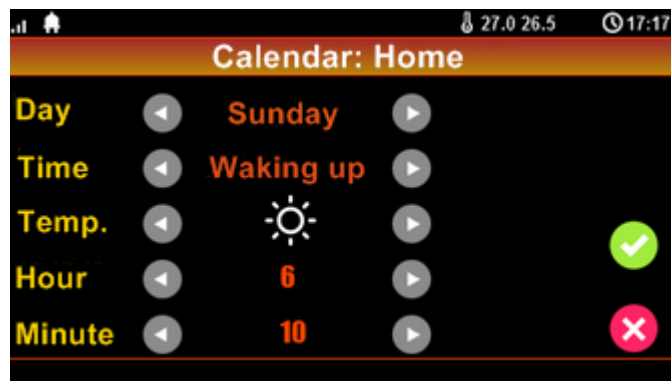 27.0 26.5 17:17
Calendar: Home
Day Sunday
Time Waking up
Temp.
Hour 6
Minute 10